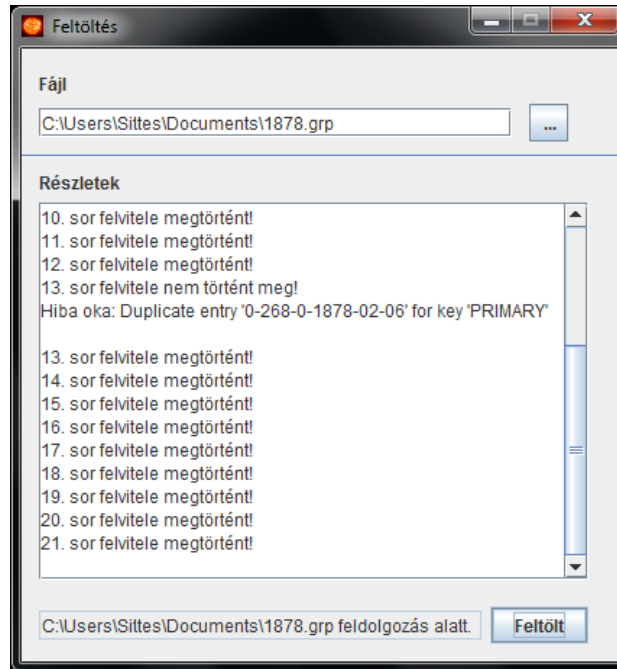 Feltöltés
Fájl
C:\Users\Sittes\Documents\1878.grp
...
Részletek
10. sor felvitele megtörtént!
11. sor felvitele megtörtént!
12. sor felvitele megtörtént!
13. sor felvitele nem történt meg!
Hiba oka: Duplicate entry '0-268-0-1878-02-06' for key 'PRIMARY'
13. sor felvitele megtörtént!
14. sor felvitele megtörtént!
15. sor felvitele megtörtént!
16. sor felvitele megtörtént!
17. sor felvitele megtörtént!
18. sor felvitele megtörtént!
19. sor felvitele megtörtént!
20. sor felvitele megtörtént!
21. sor felvitele megtörtént!
C:\Users\Sittes\Documents\1878.grp feldolgozás alatt. Feltölt